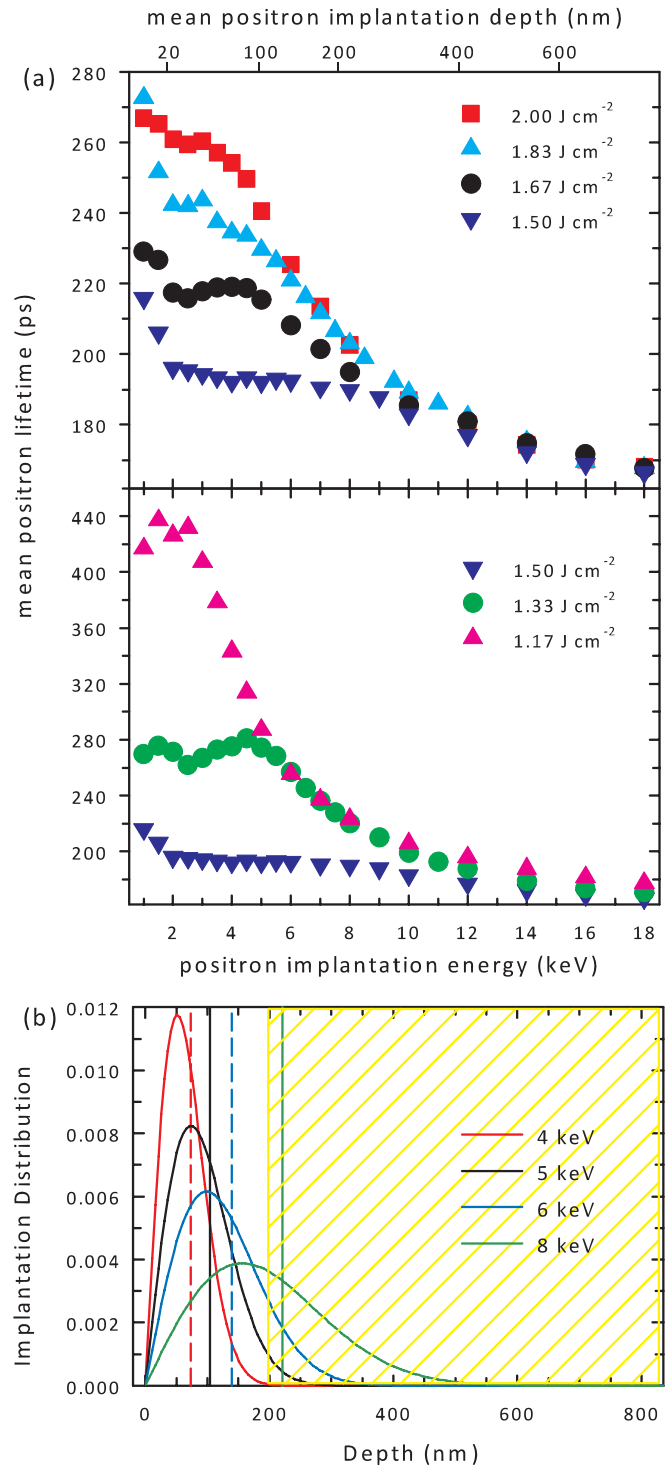 mean positron implantation depth (nm)
20 100 200 400 600
(a)
280
260
240
220
200
180
2.00 J cm-2
1.83 J cm-2
1.67 J cm-2
1.50 J cm-2
mean positron lifetime (ps)
440
400
360
320
280
240
200
1.50 J cm-2
1.33 J cm-2
1.17 J cm-2
2 4 6 8 10 12 14 16 18
positron implantation energy (keV)
(b)
0.012
0.010
0.008
0.006
0.004
0.002
0.000
Implantation Distribution
4 keV
5 keV
6 keV
8 keV
0 200 400 600 800
Depth (nm)